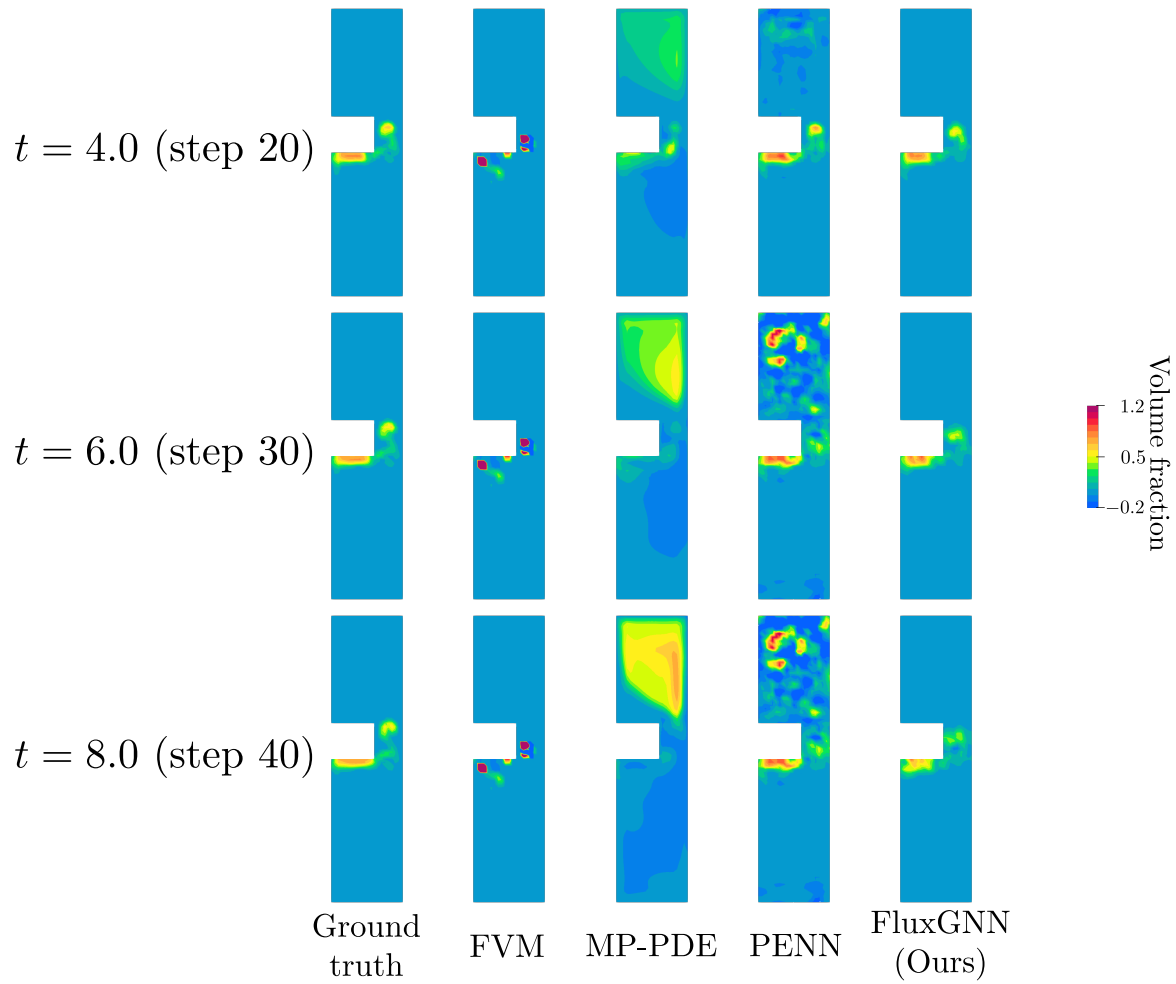 t = 4.0 (step 20)
t = 6.0 (step 30)
t = 8.0 (step 40)
1.2
0.5
−0.2
Volume fraction
Ground
truth
FVM
MP-PDE
PENN
FluxGNN
(Ours)